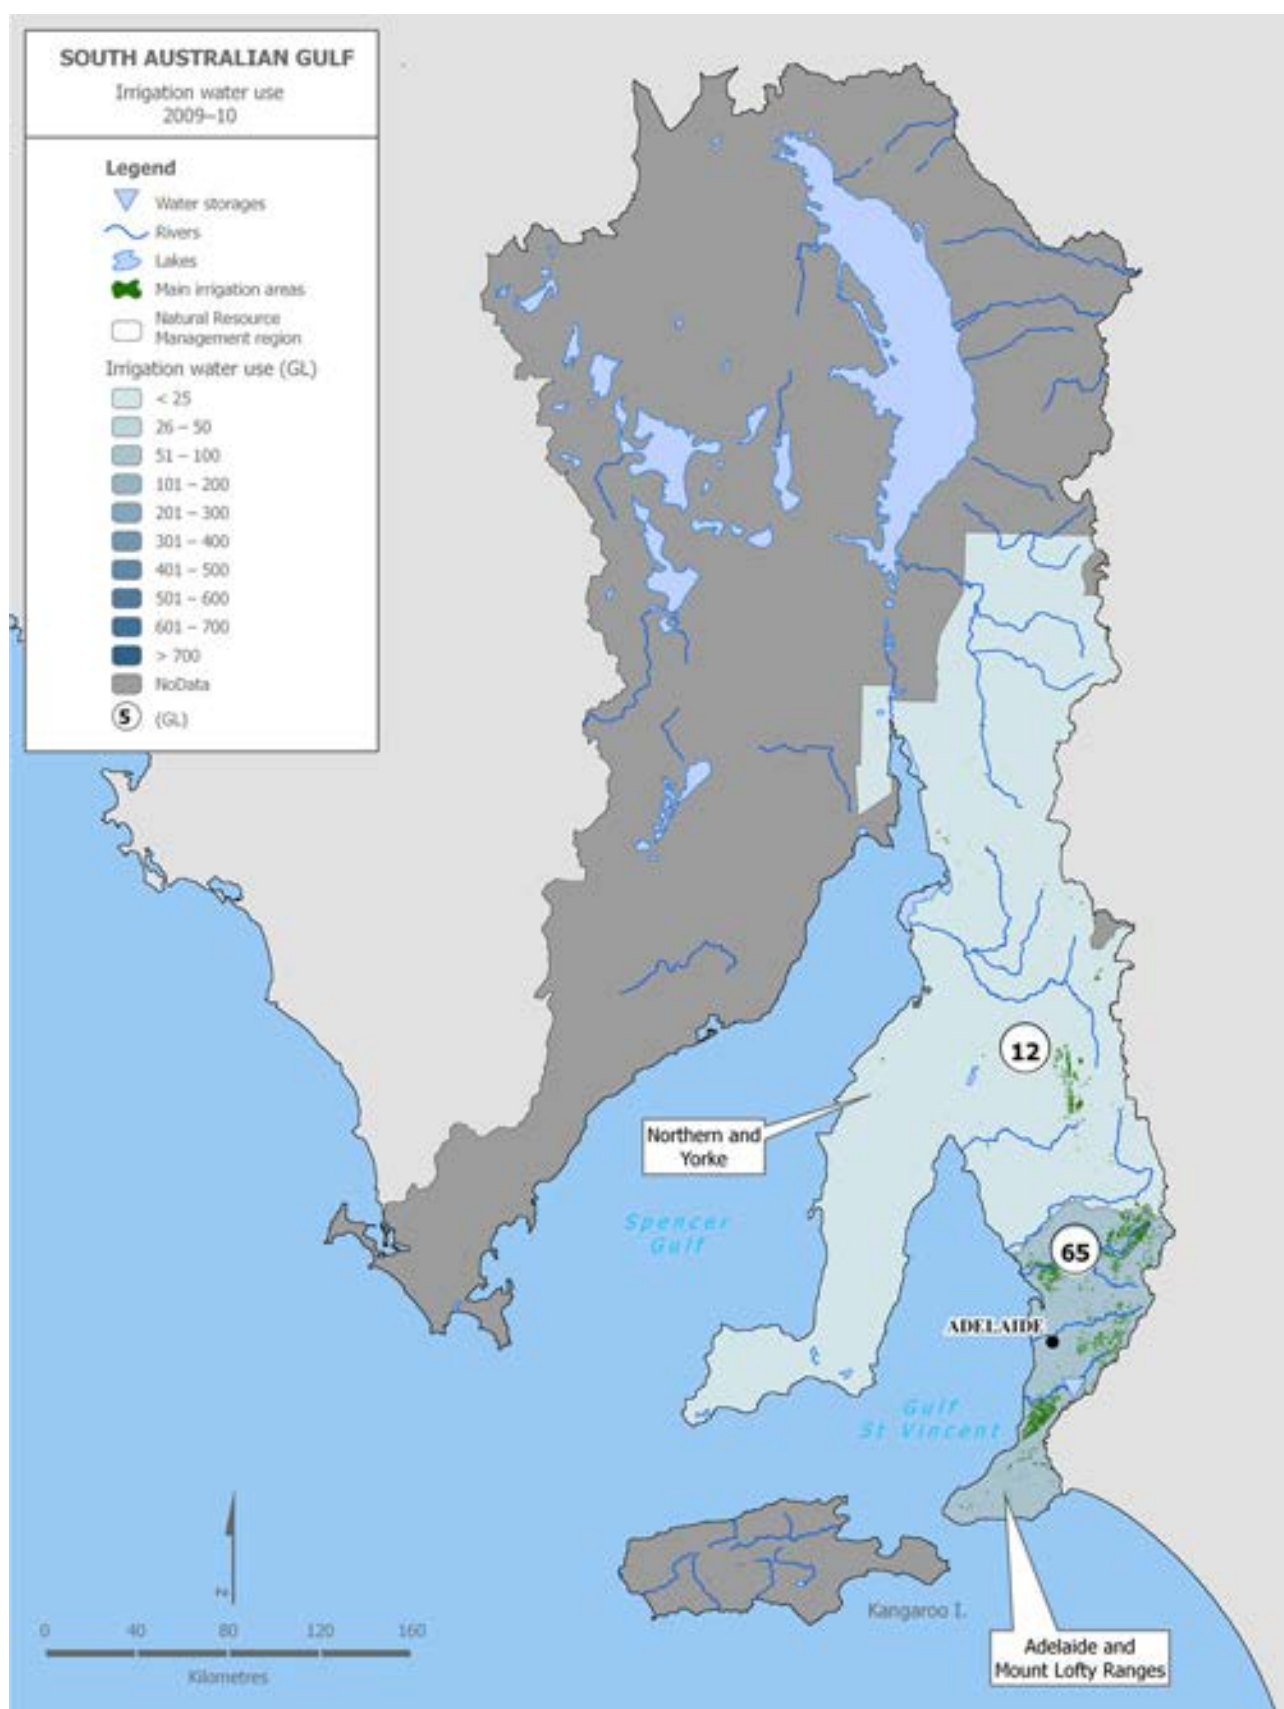 SOUTH AUSTRALIAN GULF
Irrigation water use
2009–10
Legend
Water storages
Rivers
Lakes
Main irrigation areas
Natural Resource
Management region
Irrigation water use (GL)
< 25
26 – 50
51 – 100
101 – 200
201 – 300
301 – 400
401 – 500
501 – 600
601 – 700
> 700
NoData
5 (GL)
12
Northern and
Yorke
Spencer
Gulf
65
ADELAIDE
Gulf
St Vincent
Kangaroo I.
Adelaide and
Mount Lofty Ranges
N
0 40 80 120 160
Kilometres